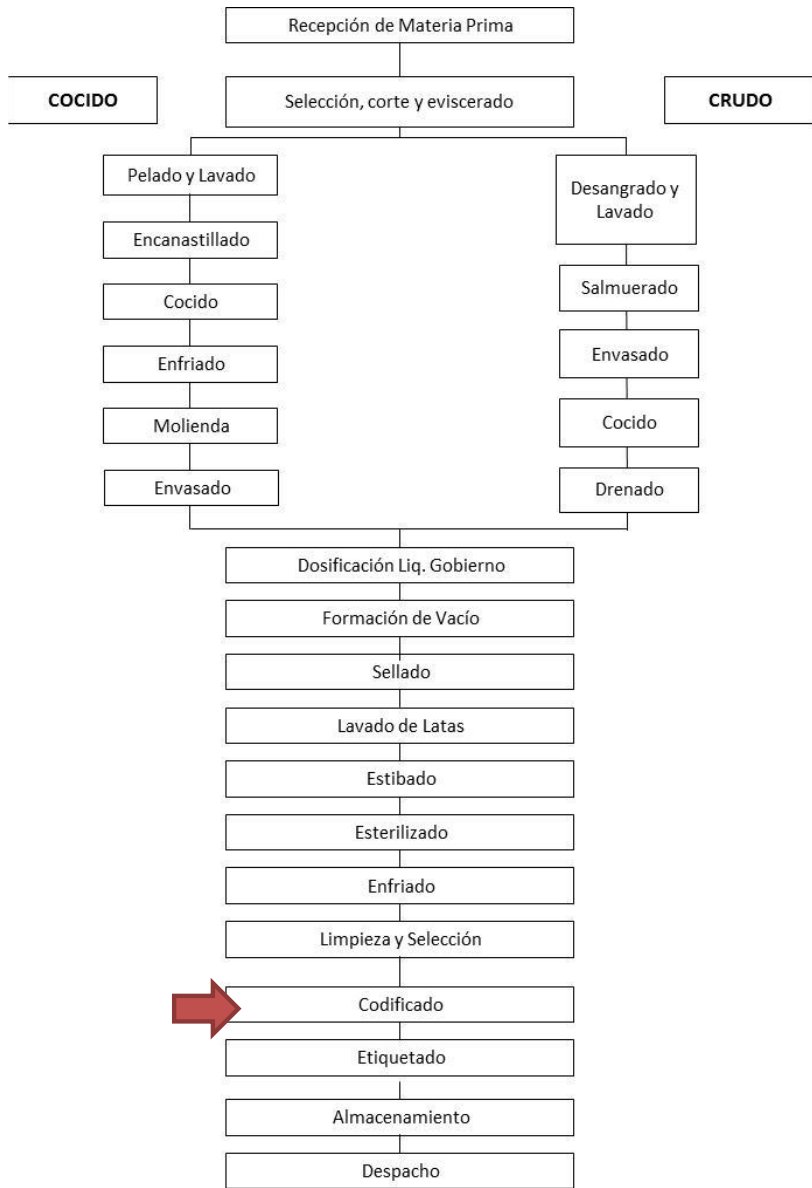 Recepción de Materia Prima
COCIDO
Selección, corte y eviscerado
CRUDO
Pelado y Lavado
Encanastillado
Cocido
Enfriado
Molienda
Envasado
Desangrado y
Lavado
Salmuerado
Envasado
Cocido
Drenado
Dosificación Liq. Gobierno
Formación de Vacío
Sellado
Lavado de Latas
Estibado
Esterilizado
Enfriado
Limpieza y Selección
Codificado
Etiquetado
Almacenamiento
Despacho